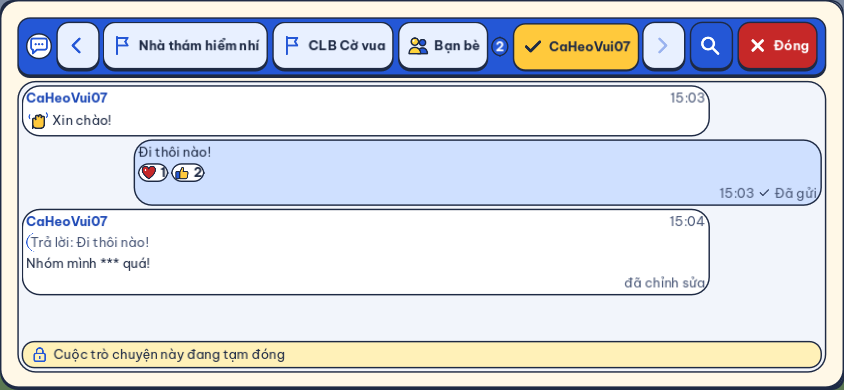 Nhà thám hiểm nhí
CLB Cờ vua
Bạn bè 2
CaHeoVui07
Đóng
CaHeoVui07 15:03
Xin chào!
Đi thôi nào!
1 2
15:03 ✓ Đã gửi
CaHeoVui07 15:04
Trả lời: Đi thôi nào!
Nhóm mình *** quá!
đã chỉnh sửa
Cuộc trò chuyện này đang tạm đóng